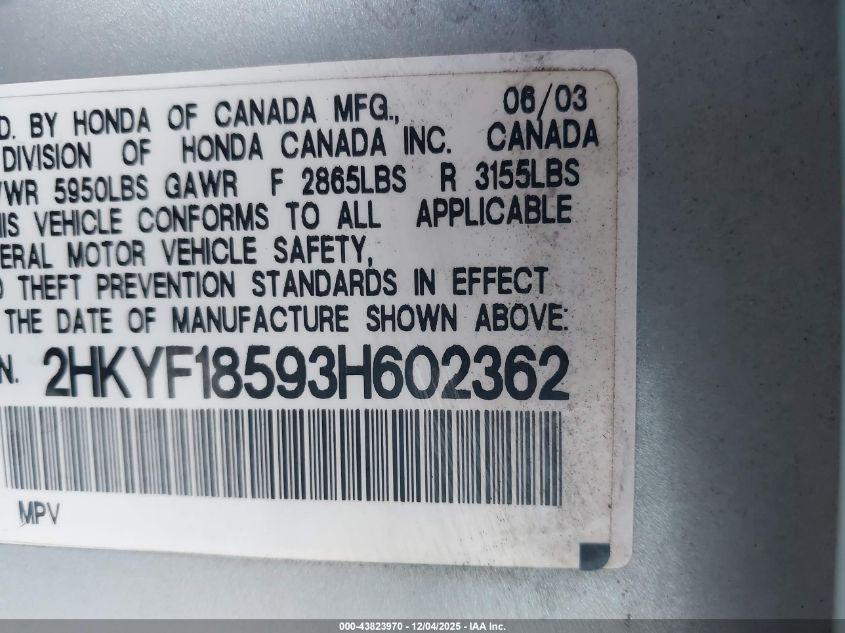 D. BY HONDA OF CANADA MFG., 06/03
DIVISION OF HONDA CANADA INC. CANADA
VWR 5950LBS GAWR F 2865LBS R 3155LBS
HIS VEHICLE CONFORMS TO ALL APPLICABLE
ERAL MOTOR VEHICLE SAFETY,
D THEFT PREVENTION STANDARDS IN EFFECT
THE DATE OF MANUFACTURE SHOWN ABOVE:
N. 2HKYF18593H602362
MPV
000-43823970 - 12/04/2025 - IAA Inc.